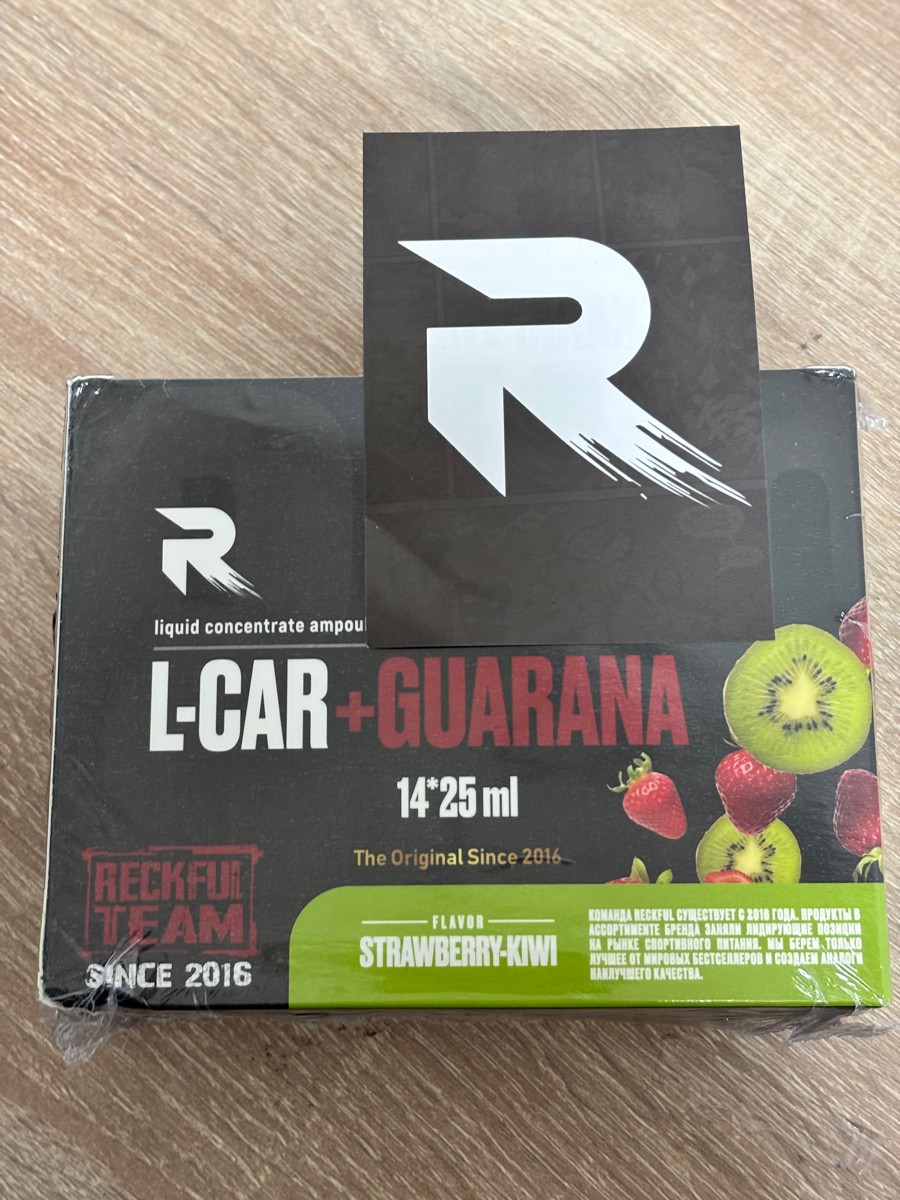 R
R
liquid concentrate
L-CAR +GUARANA
14*25 ml
The Original Since 2016
RECKFUL
TEAM
SINCE 2016
FLAVOR
STRAWBERRY-KIWI
КОМАНДА RECKFUL СУЩЕСТВУЕТ С 2016 ГОДА. ПРОДУКТЫ В
АССОРТИМЕНТЕ БРЕНДА ЗАНЯЛИ ЛИДИРУЮЩИЕ ПОЗИЦИИ
НА РЫНКЕ СПОРТИВНОГО ПИТАНИЯ. МЫ БЕРЕМ ТОЛЬКО
ЛУЧШЕЕ ОТ МИРОВЫХ БЕСТСЕЛЛЕРОВ И СОЗДАЕМ АНАЛОГИ
НАИЛУЧШЕГО КАЧЕСТВА.